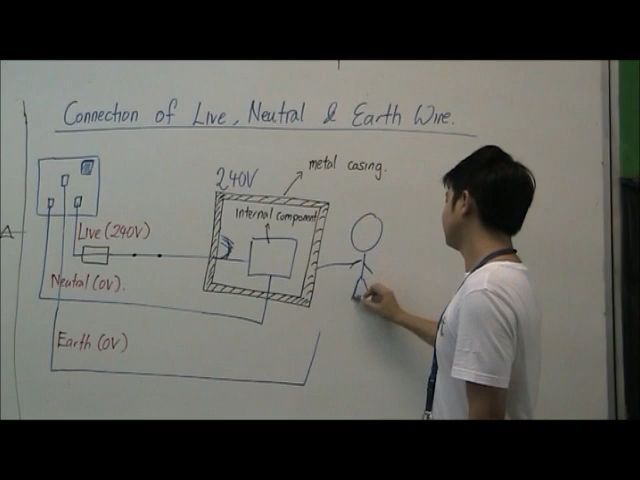 Connection of Live, Neutral & Earth Wire.
metal casing.
240V
internal component
Live (240V)
Neutral (0V).
Earth (0V)